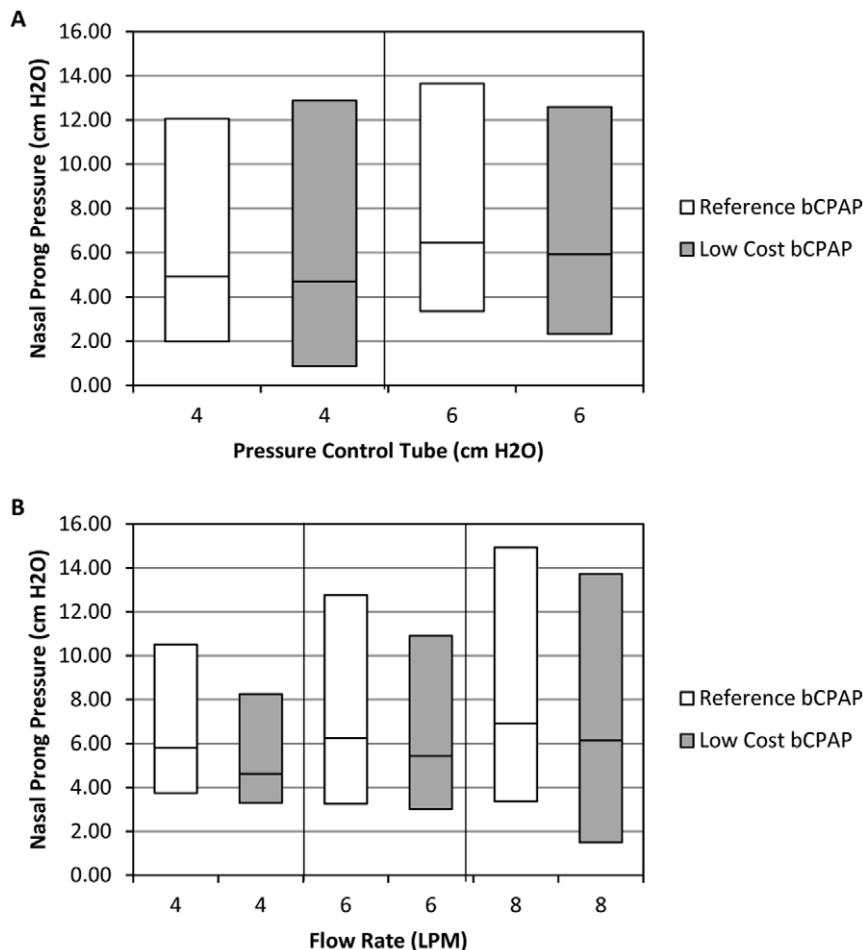 A
16.00
14.00
12.00
10.00
8.00
6.00
4.00
2.00
0.00
Nasal Prong Pressure (cm H2O)
4 4 6 6
Pressure Control Tube (cm H2O)
Reference bCPAP
Low Cost bCPAP
B
16.00
14.00
12.00
10.00
8.00
6.00
4.00
2.00
0.00
Nasal Prong Pressure (cm H2O)
4 4 6 6 8 8
Flow Rate (LPM)
Reference bCPAP
Low Cost bCPAP